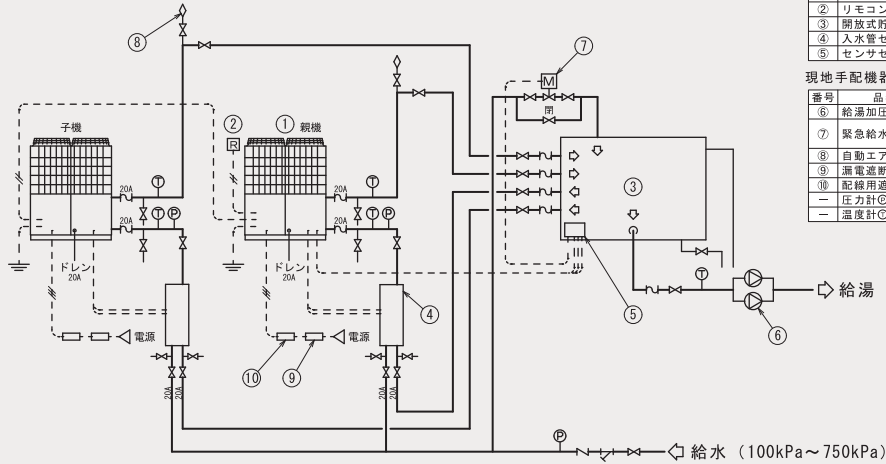 ② リモコン
③ 開放式貯
④ 入水管セ
⑤ センサセ
現地手配機器
番号 品
⑥ 給湯加圧
⑦ 緊急給水
⑧ 自動エア
⑨ 漏電遮断
⑩ 配線用遮
— 圧力計Ⓟ
— 温度計Ⓣ
⑧
⑦
M
閉
子機
② ① 親機
R
③
20A
T
20A
T P
20A
T
20A
T P
ドレン
20A
ドレン
20A
T
給湯
④
⑤
⑥
電源
電源
⑩ ⑨
20A 20A
20A 20A
P
給水 （100kPa～750kPa）